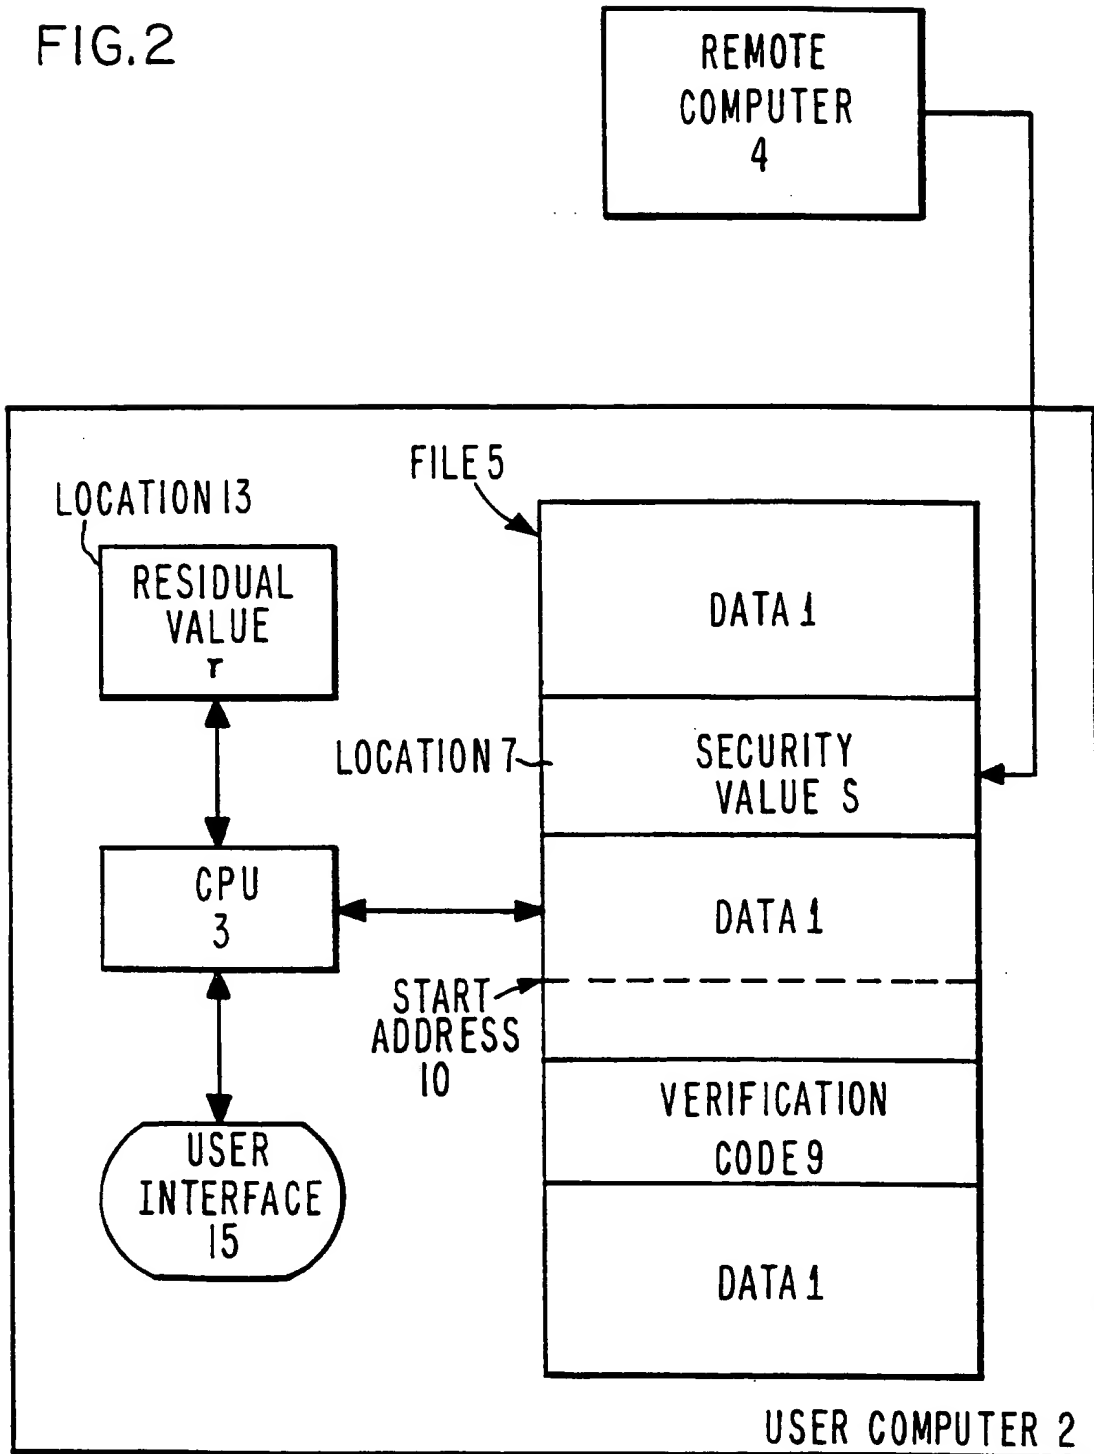 FIG.2
REMOTE
COMPUTER
4
FILE 5
LOCATION 13
RESIDUAL
VALUE
r
DATA 1
LOCATION 7
SECURITY
VALUE S
CPU
3
DATA 1
START
ADDRESS
10
VERIFICATION
CODE 9
USER
INTERFACE
15
DATA 1
USER COMPUTER 2